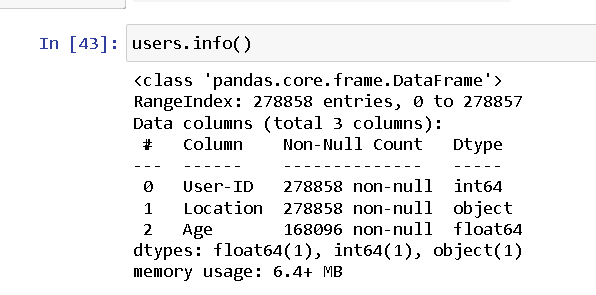 In [43]: users.info()
<class 'pandas.core.frame.DataFrame'>
RangeIndex: 278858 entries, 0 to 278857
Data columns (total 3 columns):
 #   Column    Non-Null Count   Dtype
---  ------    --------------   -----
 0   User-ID   278858 non-null  int64
 1   Location  278858 non-null  object
 2   Age       168096 non-null  float64
dtypes: float64(1), int64(1), object(1)
memory usage: 6.4+ MB